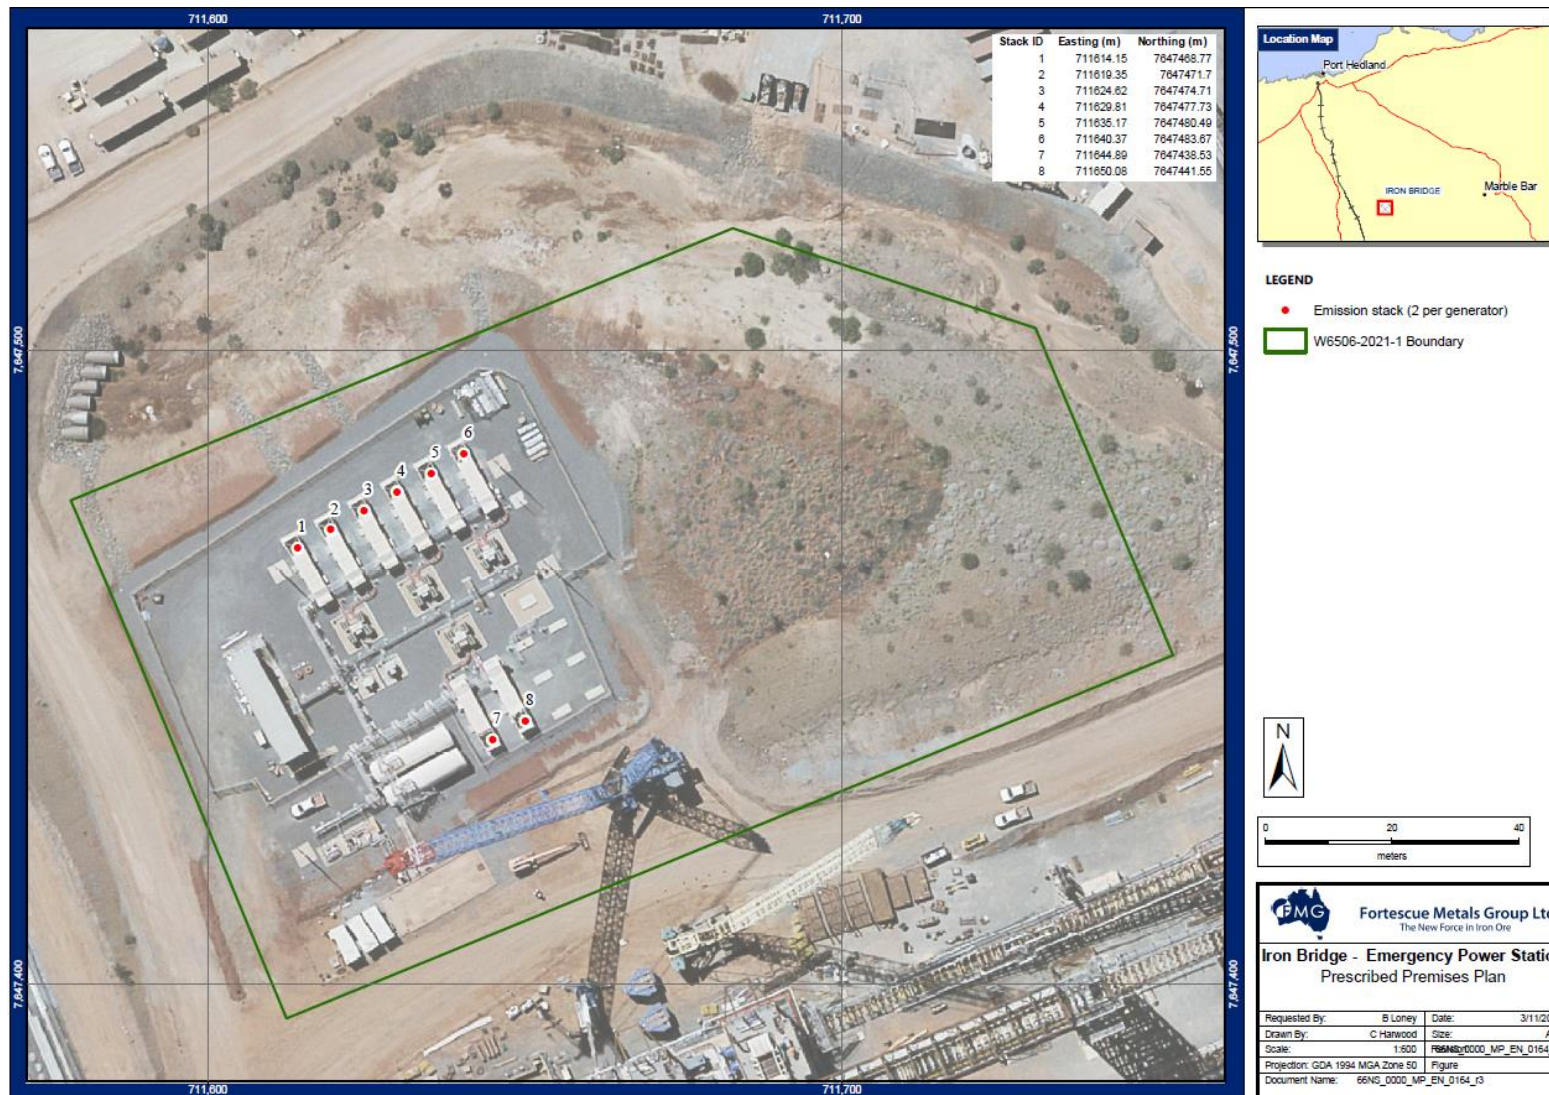 711,600
711,700
Stack ID Easting (m) Northing (m)
1 711614.15 7647468.77
2 711619.35 7647471.7
3 711624.62 7647474.71
4 711629.81 7647477.73
5 711635.17 7647480.49
6 711640.37 7647483.67
7 711644.89 7647438.53
8 711650.08 7647441.55
Location Map
Port Hedland
IRON BRIDGE
Marble Bar
LEGEND
Emission stack (2 per generator)
W6506-2021-1 Boundary
7,647,500
7,647,500
6
5
4
3
2
1
8
7
N
0 20 40
meters
FMG
Fortescue Metals Group Ltd
The New Force in Iron Ore
Iron Bridge - Emergency Power Statio
Prescribed Premises Plan
Requested By: B Loney Date: 3/11/20
Drawn By: C Harwood Size: A
Scale: 1:600
Projection: GDA 1994 MGA Zone 50 Figure
Document Name: 66NS_0000_MP_EN_0164_r3
7,647,400
7,647,400
711,600
711,700